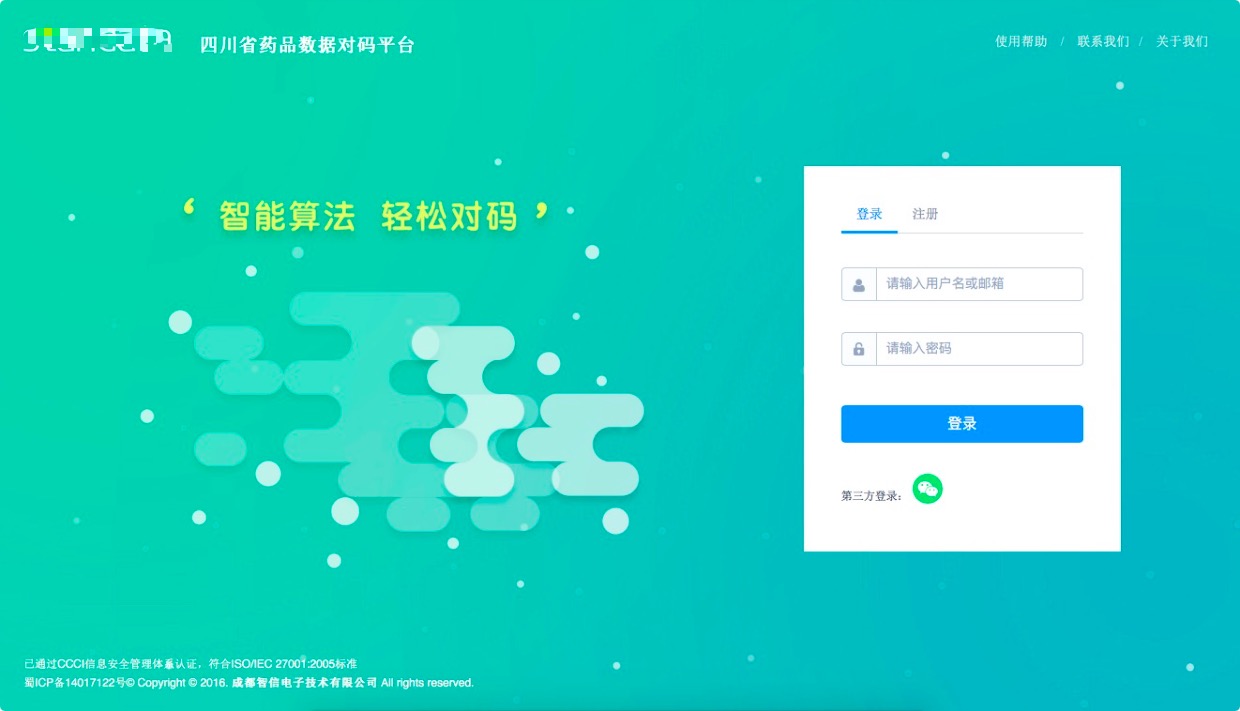 四川省药品数据对码平台
使用帮助 / 联系我们 / 关于我们
‘ 智能算法 轻松对码 ’
登录 注册
请输入用户名或邮箱
请输入密码
登录
第三方登录：
已通过CCCI信息安全管理体系认证，符合ISO/IEC 27001:2005标准
蜀ICP备14017122号© Copyright © 2016. 成都智信电子技术有限公司 All rights reserved.